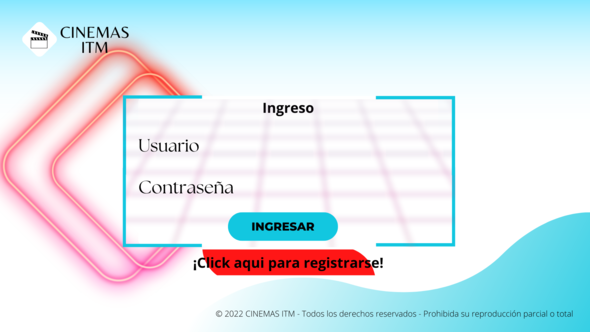 CINEMAS
ITM
Ingreso
Usuario
Contraseña
INGRESAR
¡Click aqui para registrarse!
© 2022 CINEMAS ITM - Todos los derechos reservados - Prohibida su reproducción parcial o total